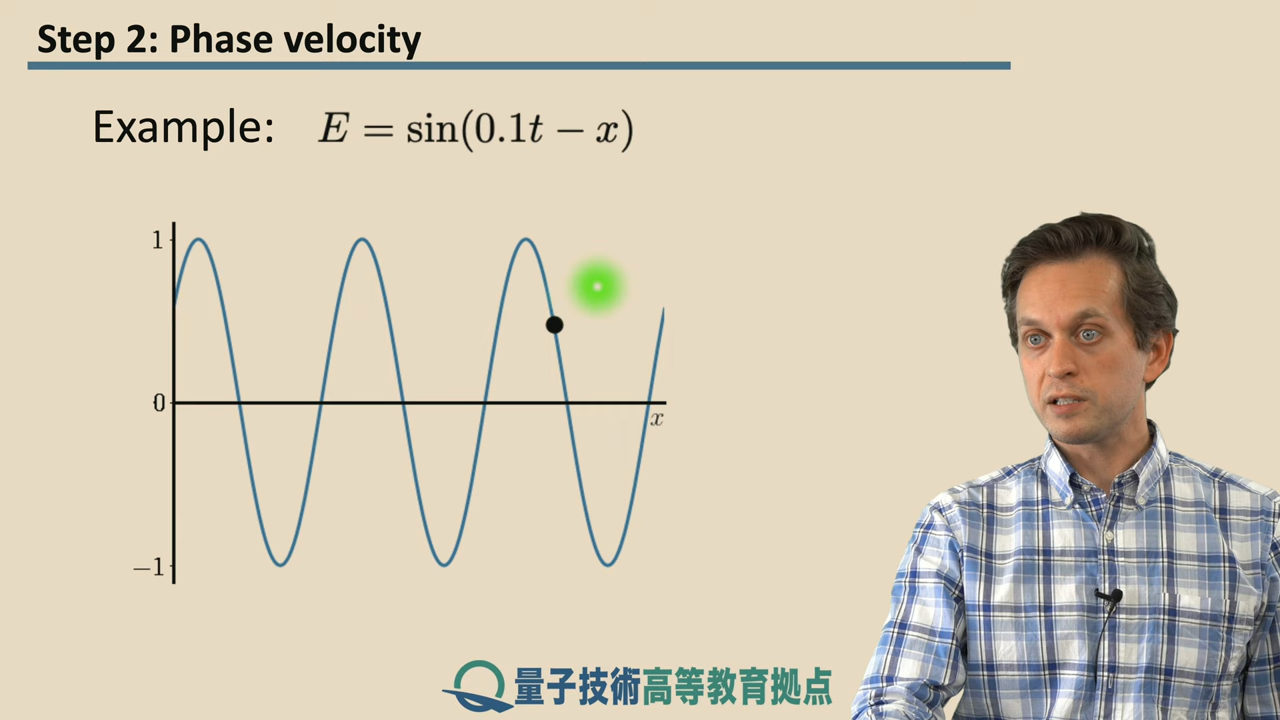 Step 2: Phase velocity
Example: E = sin(0.1t − x)
1
0
x
−1
量子技術高等教育拠点